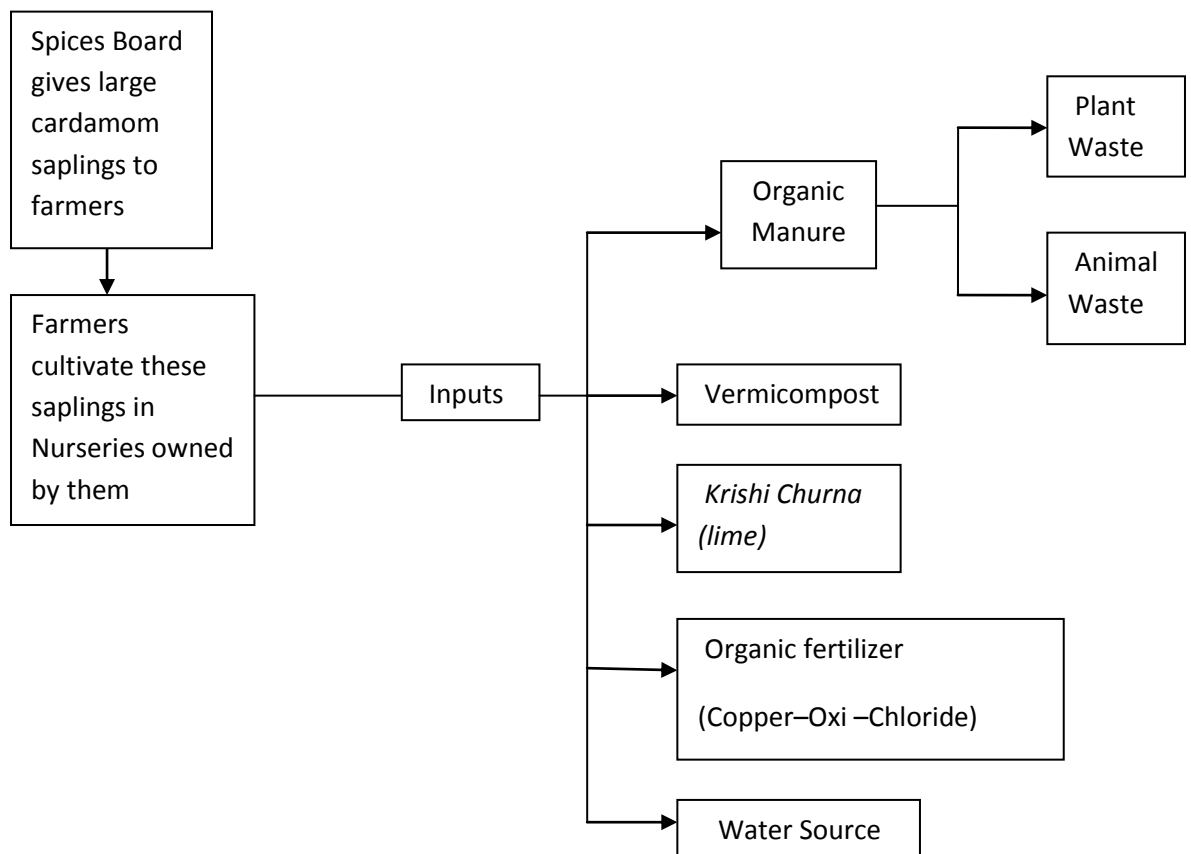 Spices Board
gives large
cardamom
saplings to
farmers
Farmers
cultivate these
saplings in
Nurseries owned
by them
Inputs
Organic
Manure
Plant
Waste
Animal
Waste
Vermicompost
Krishi Churna
(lime)
Organic fertilizer
(Copper–Oxi –Chloride)
Water Source